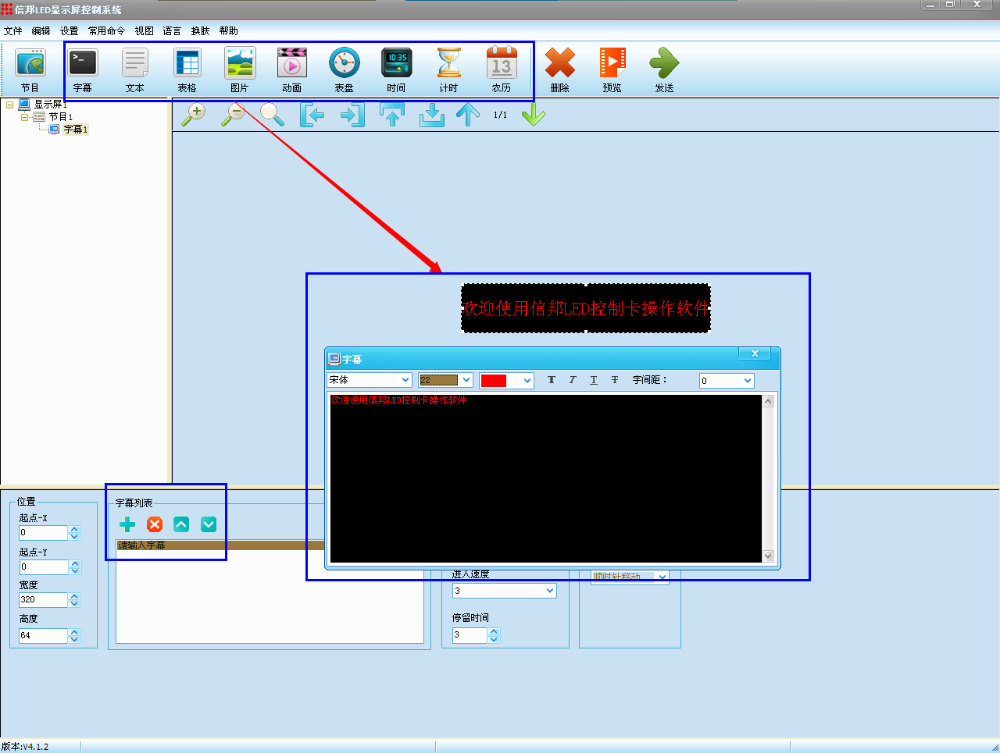 信邦LED显示屏控制系统
文件 编辑 设置 常用命令 视图 语言 换肤 帮助
10:35
13
节目 字幕 文本 表格 图片 动画 表盘 时间 计时 农历 删除 预览 发送
显示屏1
节目1
字幕1
1/1
欢迎使用信邦LED控制卡操作软件
字幕
宋体 22 T T T T 字间距： 0
欢迎使用信邦LED控制卡操作软件
位置
起点-X
0
起点-Y
0
宽度
320
高度
64
字幕列表
请输入字幕
进入速度
3
停留时间
3
顺时针移动
版本:V4.1.2